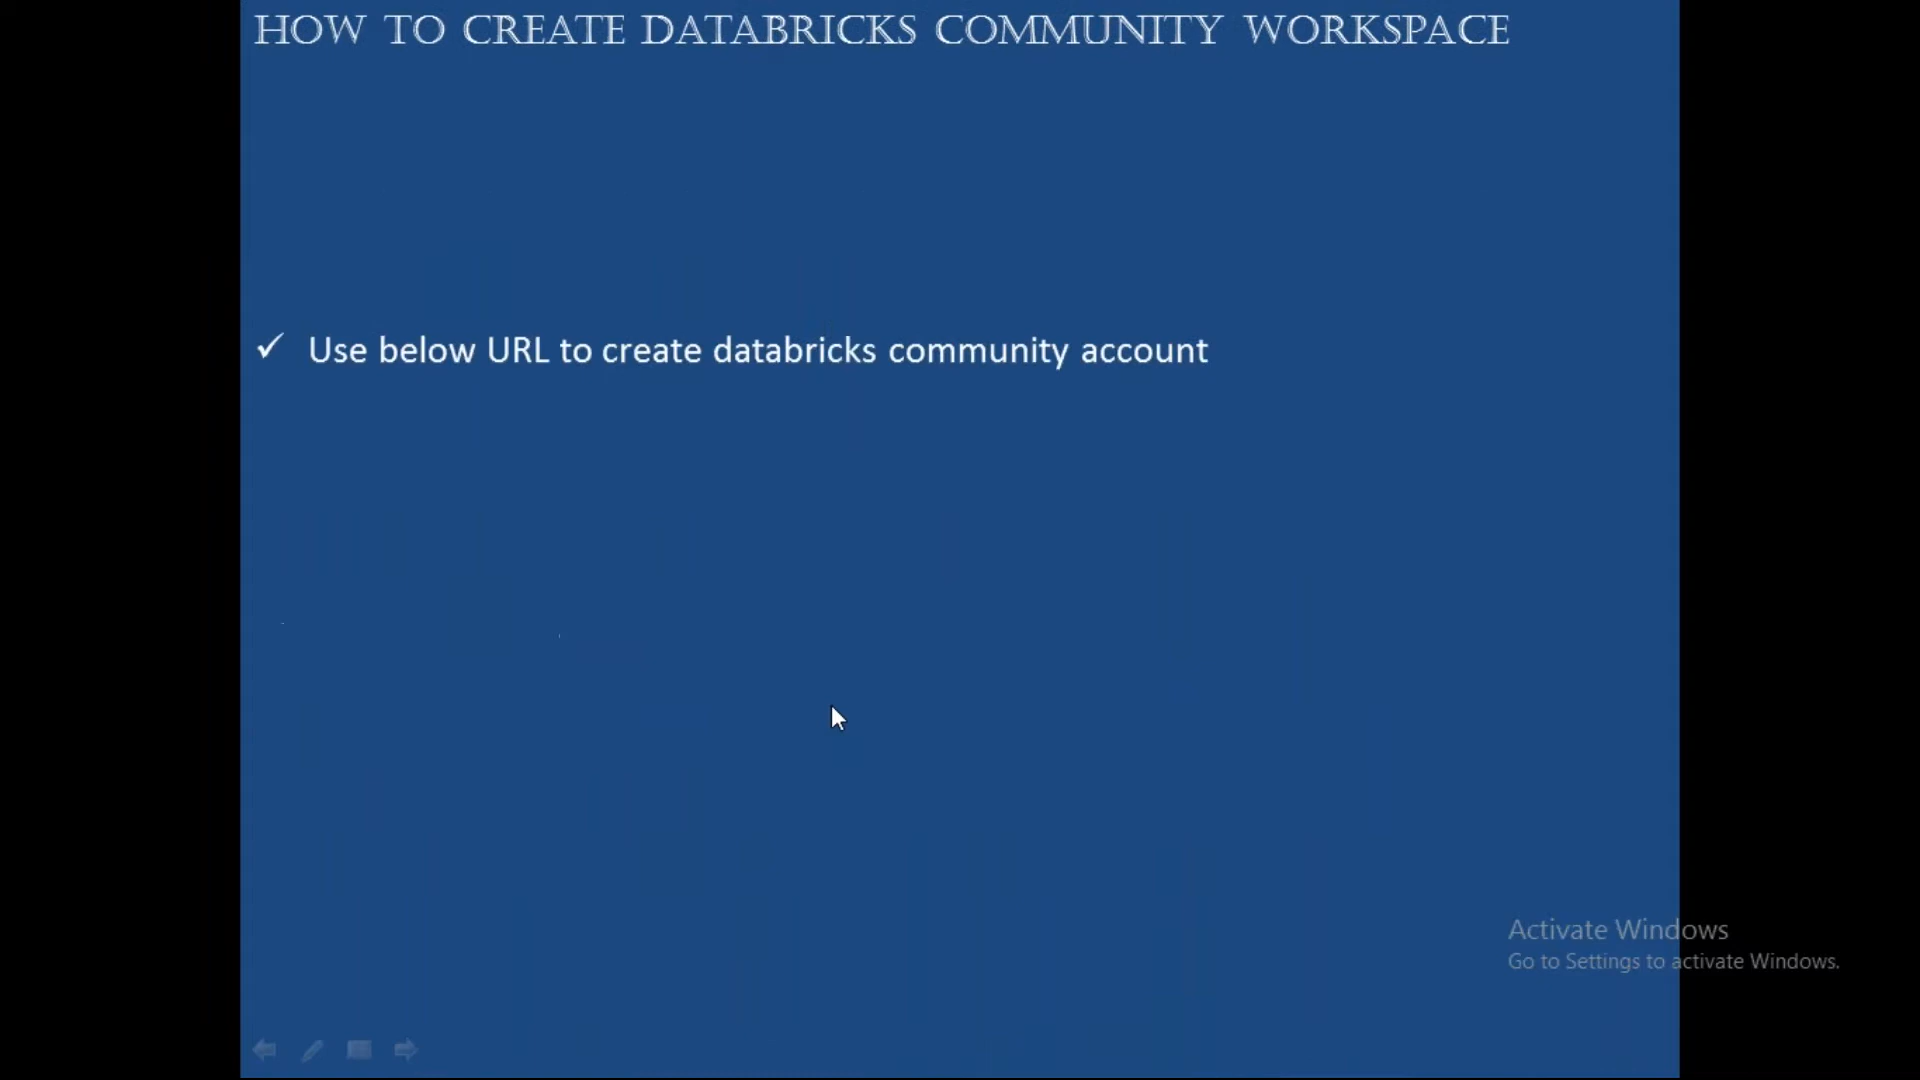 HOW TO CREATE DATABRICKS COMMUNITY WORKSPACE
✓ Use below URL to create databricks community account
Activate Windows
Go to Settings to activate Windows.